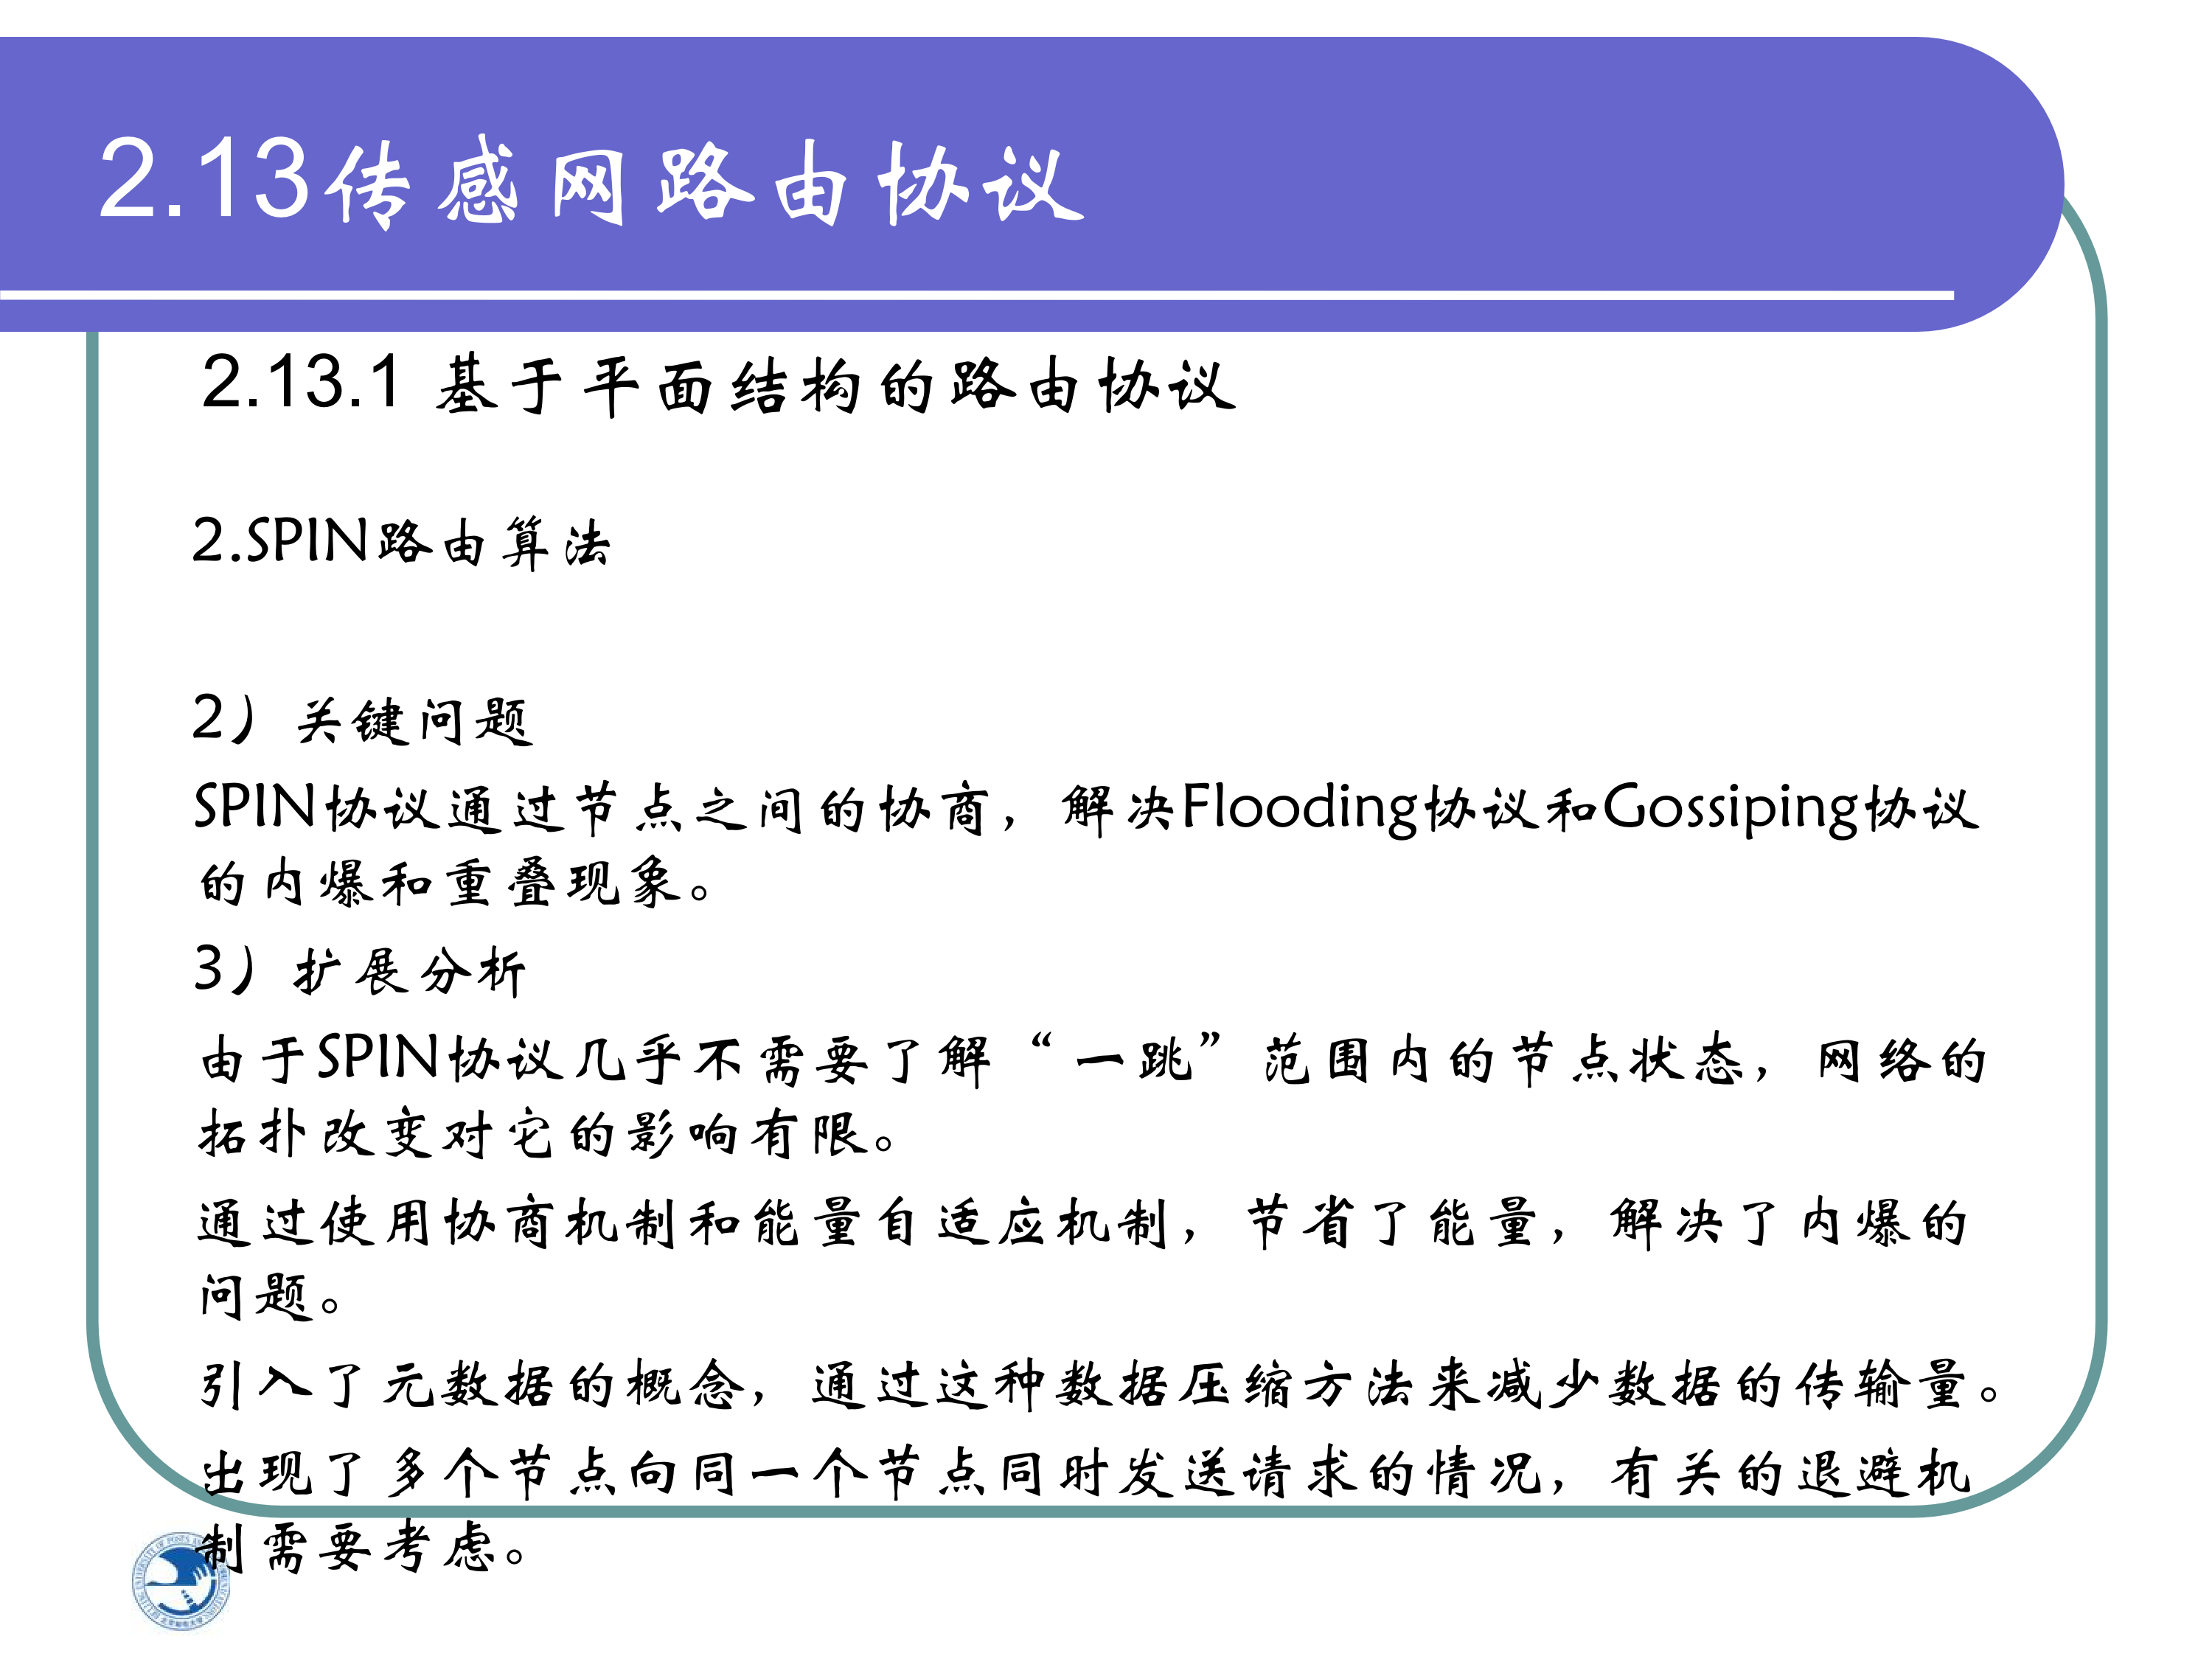 2.13传感网路由协议
2.13.1 基于平面结构的路由协议
2.SPIN路由算法
2）关键问题
SPIN协议通过节点之间的协商，解决Flooding协议和Gossiping协议
的内爆和重叠现象。
3）扩展分析
由于SPIN协议几乎不需要了解“一跳”范围内的节点状态，网络的
拓扑改变对它的影响有限。
通过使用协商机制和能量自适应机制，节省了能量，解决了内爆的
问题。
引入了元数据的概念，通过这种数据压缩方法来减少数据的传输量。
出现了多个节点向同一个节点同时发送请求的情况，有关的退避机
制需要考虑。